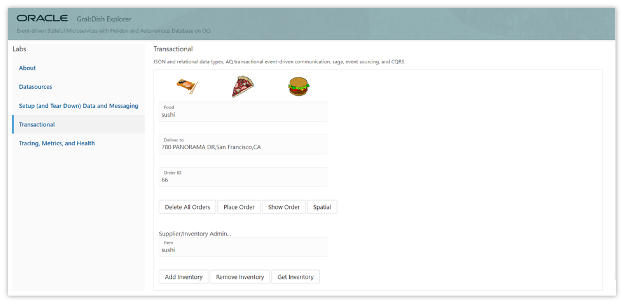 ORACLE GrabDish Explorer
Event-driven Stateful Microservices with Helidon and Autonomous Database on OCI
Labs
About
Datasources
Setup (and Tear Down) Data and Messaging
Transactional
Tracing, Metrics, and Health
Transactional
JSON and relational data types, AQ transactional event-driven communication, saga, event sourcing, and CQRS
Food
sushi
Deliver to
780 PANORAMA DR,San Francisco,CA
Order ID
66
Delete All Orders Place Order Show Order Spatial
Supplier/Inventory Admin...
Item
sushi
Add Inventory Remove Inventory Get Inventory